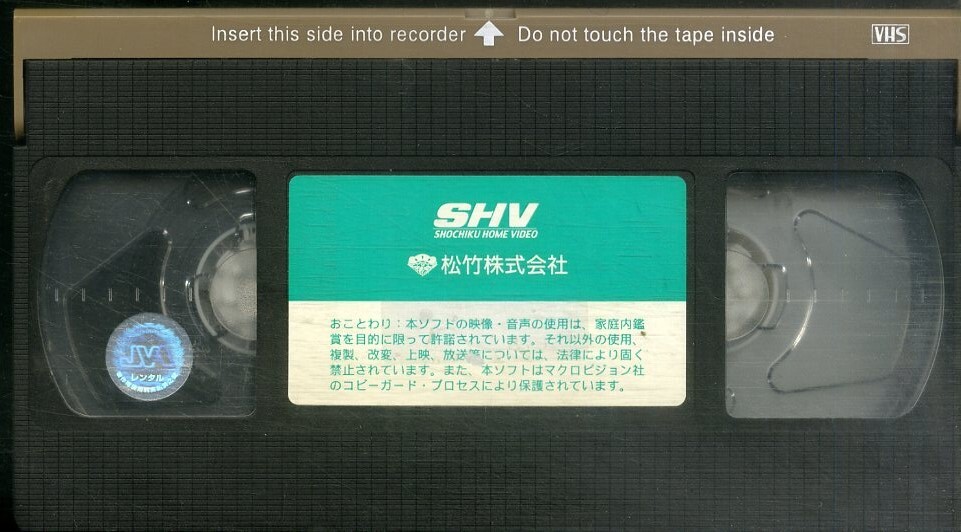 Insert this side into recorder Do not touch the tape inside
VHS
SHV
SHOCHIKU HOME VIDEO
松竹株式会社
おことわり：本ソフトの映像・音声の使用は、家庭内鑑
賞を目的に限って許諾されています。それ以外の使用、
複製、改変、上映、放送等については、法律により固く
禁止されています。また、本ソフトはマクロビジョン社
のコピーガード・プロセスにより保護されています。
JVA
レンタル